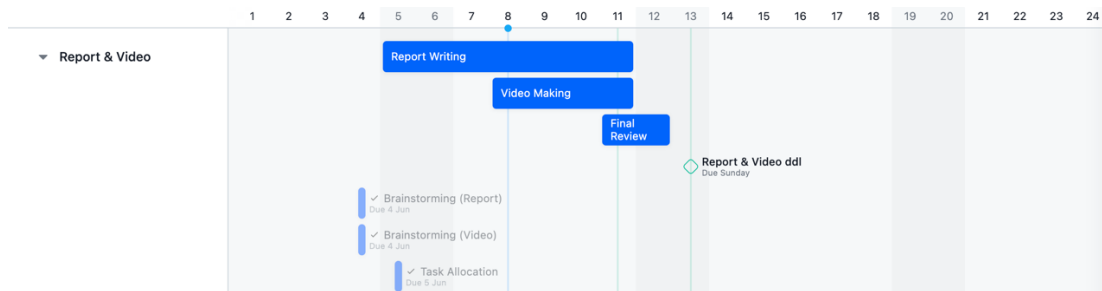 1 2 3 4 5 6 7 8 9 10 11 12 13 14 15 16 17 18 19 20 21 22 23 24
Report & Video
Report Writing
Video Making
Final
Review
Report & Video ddl
Due Sunday
✓ Brainstorming (Report)
Due 4 Jun
✓ Brainstorming (Video)
Due 4 Jun
✓ Task Allocation
Due 5 Jun